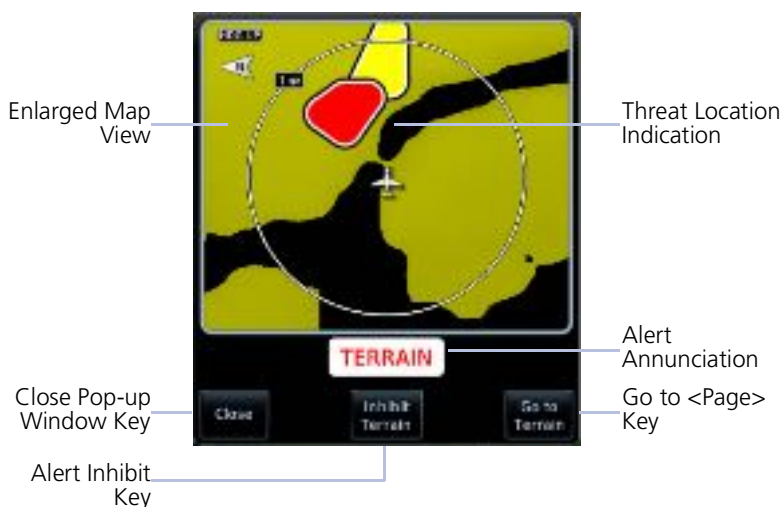 N
Enlarged Map
View
Threat Location
Indication
TERRAIN
Alert
Annunciation
Close Pop-up
Window Key
Close
Inhibit
Terrain
Go to
Terrain
Go to <Page>
Key
Alert Inhibit
Key